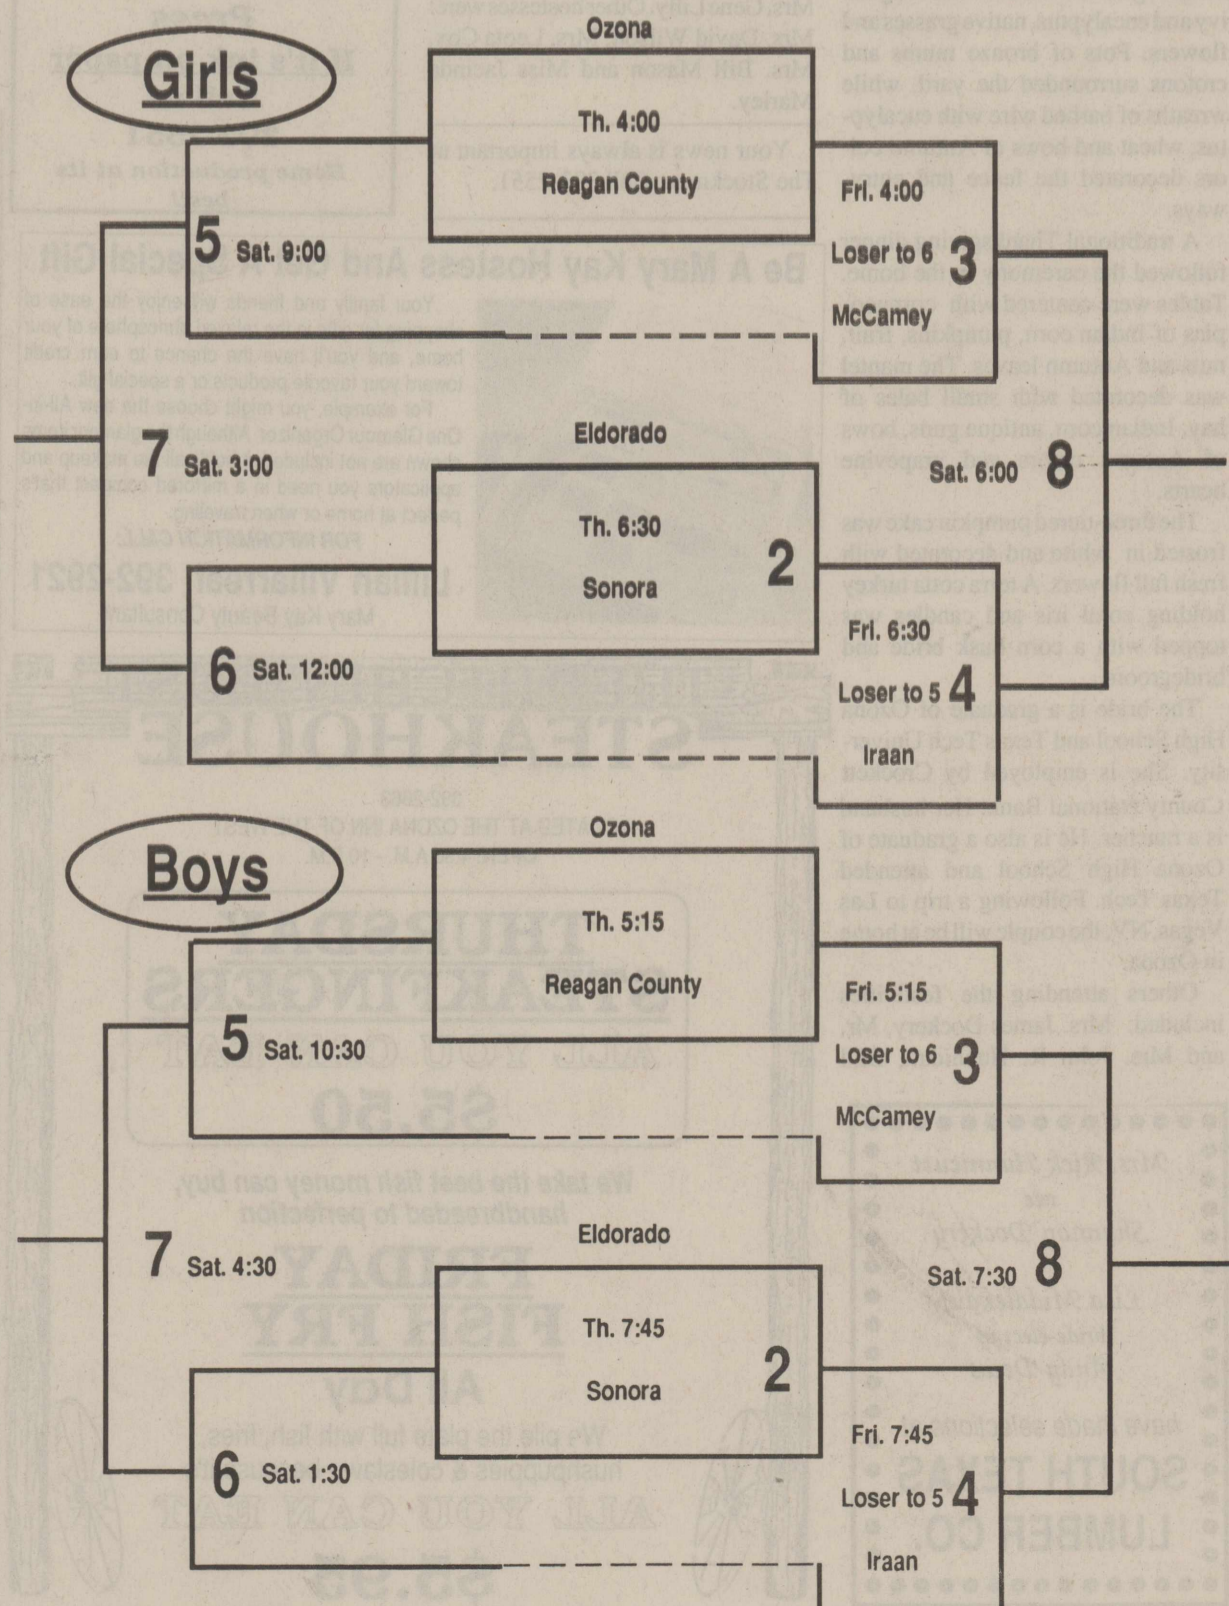 Girls
Ozona
Th. 4:00
Reagan County
Fri. 4:00
Loser to 6 3
McCamey
5 Sat. 9:00
7 Sat. 3:00
Eldorado
Th. 6:30
Sonora
2
Sat. 6:00 8
6 Sat. 12:00
Fri. 6:30
Loser to 5 4
Iraan
Boys
Ozona
Th. 5:15
Reagan County
Fri. 5:15
Loser to 6 3
McCamey
5 Sat. 10:30
7 Sat. 4:30
Eldorado
Th. 7:45
Sonora
2
Sat. 7:30 8
6 Sat. 1:30
Fri. 7:45
Loser to 5 4
Iraan